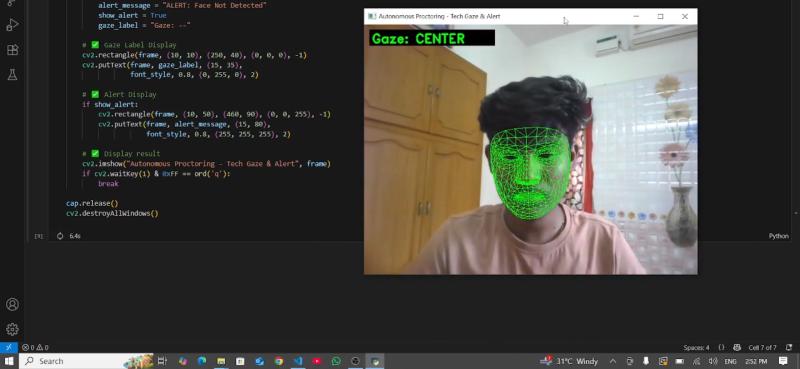 alert_message = "ALERT: Face Not Detected"
show_alert = True
gaze_label = "Gaze: --"
# ✅ Gaze Label Display
cv2.rectangle(frame, (10, 10), (250, 40), (0, 0, 0), -1)
cv2.putText(frame, gaze_label, (15, 35),
font_style, 0.8, (0, 255, 0), 2)
# ✅ Alert Display
if show_alert:
cv2.rectangle(frame, (10, 50), (460, 90), (0, 0, 255), -1)
cv2.putText(frame, alert_message, (15, 80),
font_style, 0.8, (255, 255, 255), 2)
# ✅ Display result
cv2.imshow("Autonomous Proctoring - Tech Gaze & Alert", frame)
if cv2.waitKey(1) & 0xFF == ord('q'):
break
cap.release()
cv2.destroyAllWindows()
[9] 6.4s
Python
Autonomous Proctoring - Tech Gaze & Alert
Gaze: CENTER
0 0
Spaces: 4 {} Cell 7 of 7
Search
31°C Windy
ENG
2:52 PM